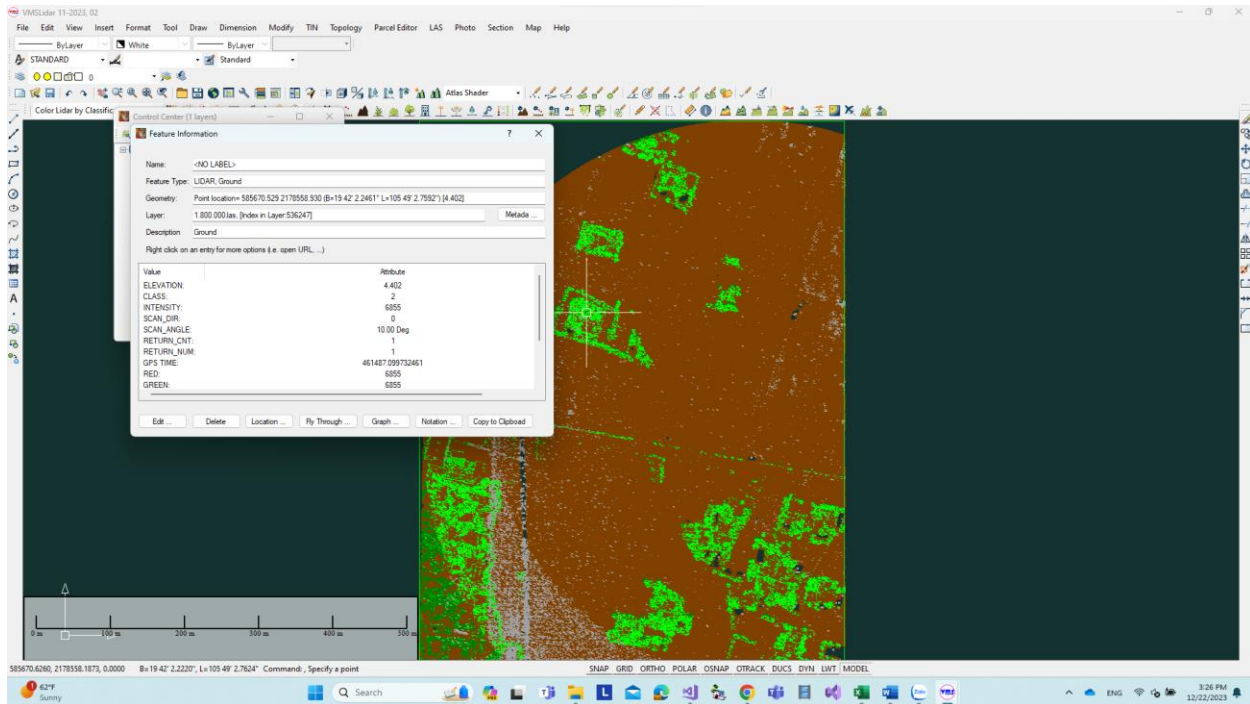 VMSLidar 11-2023, 02
File Edit View Insert Format Tool Draw Dimension Modify TIN Topology Parcel Editor LAS Photo Section Map Help
ByLayer White ByLayer
STANDARD Standard
0
Atlas Shader
Color Lidar by Classific
Control Center (1 layers)
Feature Information ? X
Name: <NO LABEL>
Feature Type: LIDAR, Ground
Geometry: Point location= 585670.529 2178558.930 (B=19 42' 2.2461" L=105 49' 2.7592") [4.402]
Layer: 1.800.000.las. [Index in Layer:536247] Metada ...
Description Ground
Right click on an entry for more options (i.e. open URL, ...)
Value Attribute
ELEVATION: 4.402
CLASS: 2
INTENSITY: 6855
SCAN_DIR: 0
SCAN_ANGLE: 10.00 Deg
RETURN_CNT: 1
RETURN_NUM: 1
GPS TIME: 461487.099732461
RED: 6855
GREEN: 6855
Edit ... Delete Location ... Fly Through ... Graph ... Notation ... Copy to Clipboard
0 m 100 m 200 m 300 m 400 m 500 m
585670.6260, 2178558.1873, 0.0000 B= 19 42' 2.2220", L= 105 49' 2.7624" Command: , Specify a point SNAP GRID ORTHO POLAR OSNAP OTRACK DUCS DYN LWT MODEL
62°F
Sunny
Search
Zalo
ENG
3:26 PM
12/22/2023